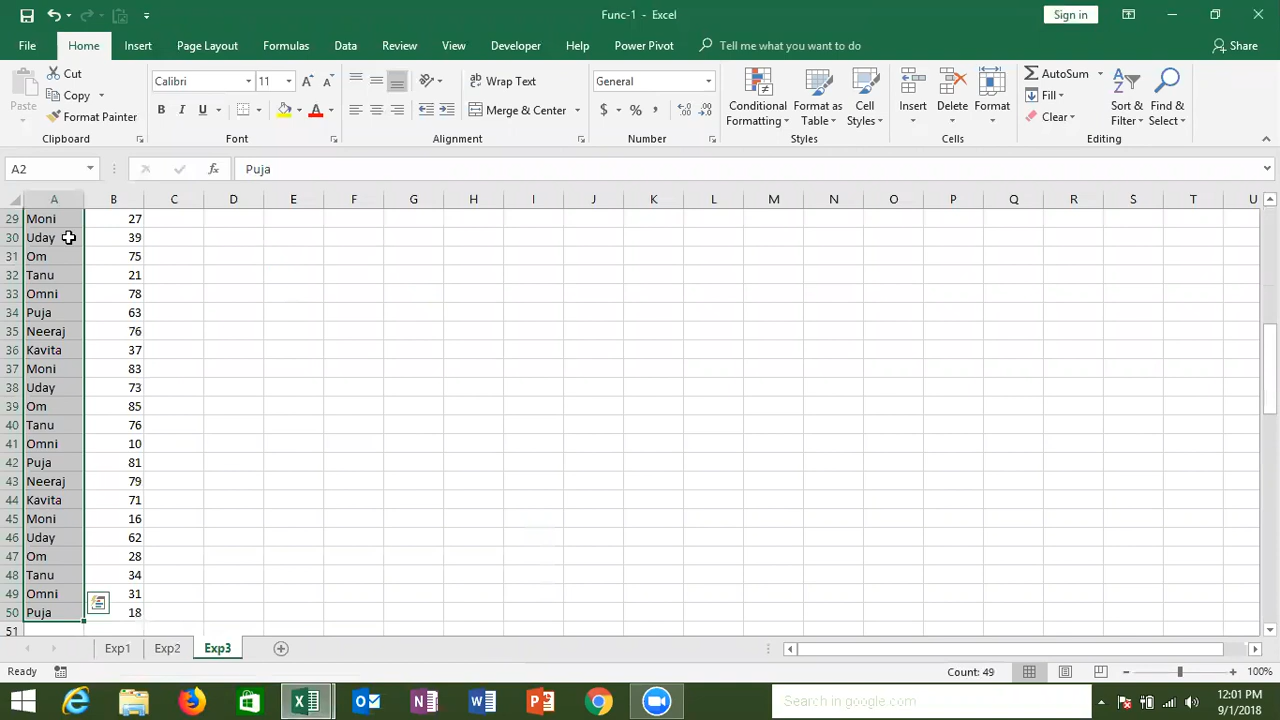 Func-1 - Excel
Sign in
File Home Insert Page Layout Formulas Data Review View Developer Help Power Pivot Tell me what you want to do Share
Paste
Cut
Copy
Format Painter
Clipboard
Calibri 11
B I U
Font
Wrap Text
Merge & Center
Alignment
General
$ % ,
Number
Conditional Formatting
Format as Table
Cell Styles
Styles
Insert Delete Format
Cells
AutoSum
Fill
Clear
Sort & Filter
Find & Select
Editing
A2 fx Puja
A B C D E F G H I J K L M N O P Q R S T U
29 Moni 27
30 Uday 39
31 Om 75
32 Tanu 21
33 Omni 78
34 Puja 63
35 Neeraj 76
36 Kavita 37
37 Moni 83
38 Uday 73
39 Om 85
40 Tanu 76
41 Omni 10
42 Puja 81
43 Neeraj 79
44 Kavita 71
45 Moni 16
46 Uday 62
47 Om 28
48 Tanu 34
49 Omni 31
50 Puja 18
51
Exp1 Exp2 Exp3
Ready Count: 49 100%
Search in google.com
12:01 PM
9/1/2018